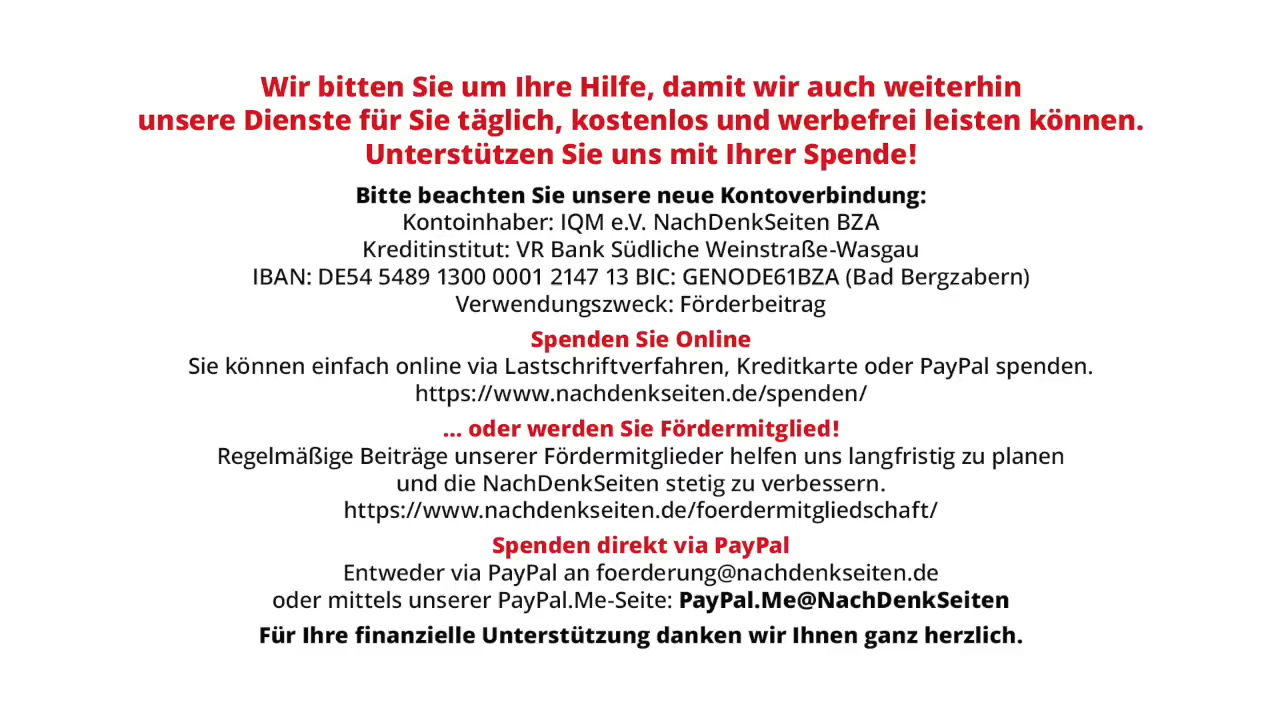 Wir bitten Sie um Ihre Hilfe, damit wir auch weiterhin
unsere Dienste für Sie täglich, kostenlos und werbefrei leisten können.
Unterstützen Sie uns mit Ihrer Spende!
Bitte beachten Sie unsere neue Kontoverbindung:
Kontoinhaber: IQM e.V. NachDenkSeiten BZA
Kreditinstitut: VR Bank Südliche Weinstraße-Wasgau
IBAN: DE54 5489 1300 0001 2147 13 BIC: GENODE61BZA (Bad Bergzabern)
Verwendungszweck: Förderbeitrag
Spenden Sie Online
Sie können einfach online via Lastschriftverfahren, Kreditkarte oder PayPal spenden.
https://www.nachdenkseiten.de/spenden/
... oder werden Sie Fördermitglied!
Regelmäßige Beiträge unserer Fördermitglieder helfen uns langfristig zu planen
und die NachDenkSeiten stetig zu verbessern.
https://www.nachdenkseiten.de/foerdermitgliedschaft/
Spenden direkt via PayPal
Entweder via PayPal an foerderung@nachdenkseiten.de
oder mittels unserer PayPal.Me-Seite: PayPal.Me@NachDenkSeiten
Für Ihre finanzielle Unterstützung danken wir Ihnen ganz herzlich.